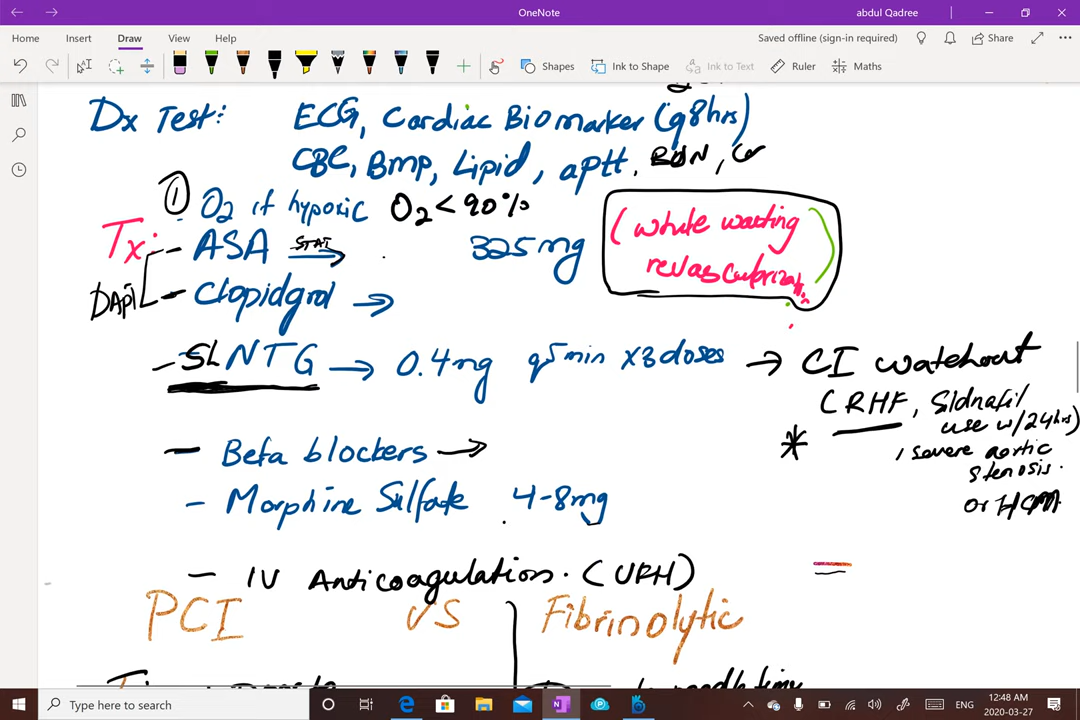 OneNote
abdul Qadree
Home Insert Draw View Help
Saved offline (sign-in required)
Share
Shapes
Ink to Shape
Ink to Text
Ruler
Maths
Dx Test: ECG, Cardiac Biomarker (q8hrs)
CBC, Bmp, Lipid, aptt, BUN, Cr
① O2 if hypoxic O2 < 90%
Tx:
- ASA STAT → 325mg
DAPT - Clopidgrol →
(while waiting
revascularization)
- SL NTG → 0.4mg q5min x3 doses → CI watchout
CRHF, Sldnafil
use w/24hrs)
, severe aortic
stenosis.
or HCM
*
- Beta blockers →
- Morphine Sulfate 4-8mg
- IV Anticoagulations. (UFH)
PCI vs Fibrinolytic
Type here to search
ENG
12:48 AM
2020-03-27